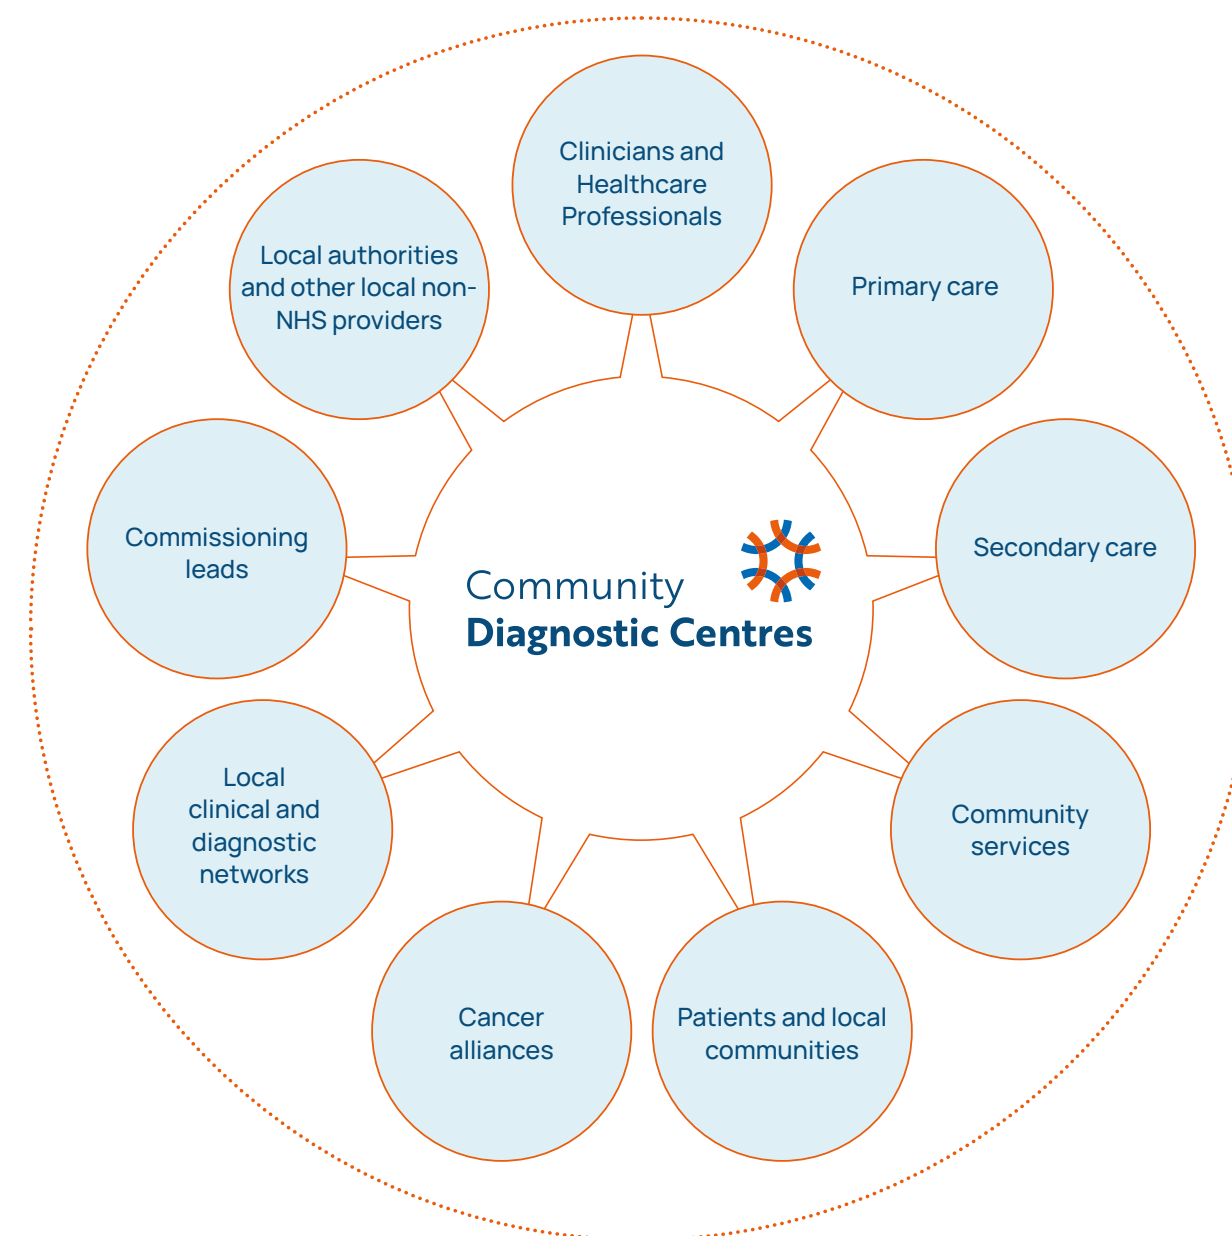 Clinicians and
Healthcare
Professionals
Primary care
Secondary care
Community
services
Patients and local
communities
Cancer
alliances
Local
clinical and
diagnostic
networks
Commissioning
leads
Local authorities
and other local non-
NHS providers
Community
Diagnostic Centres